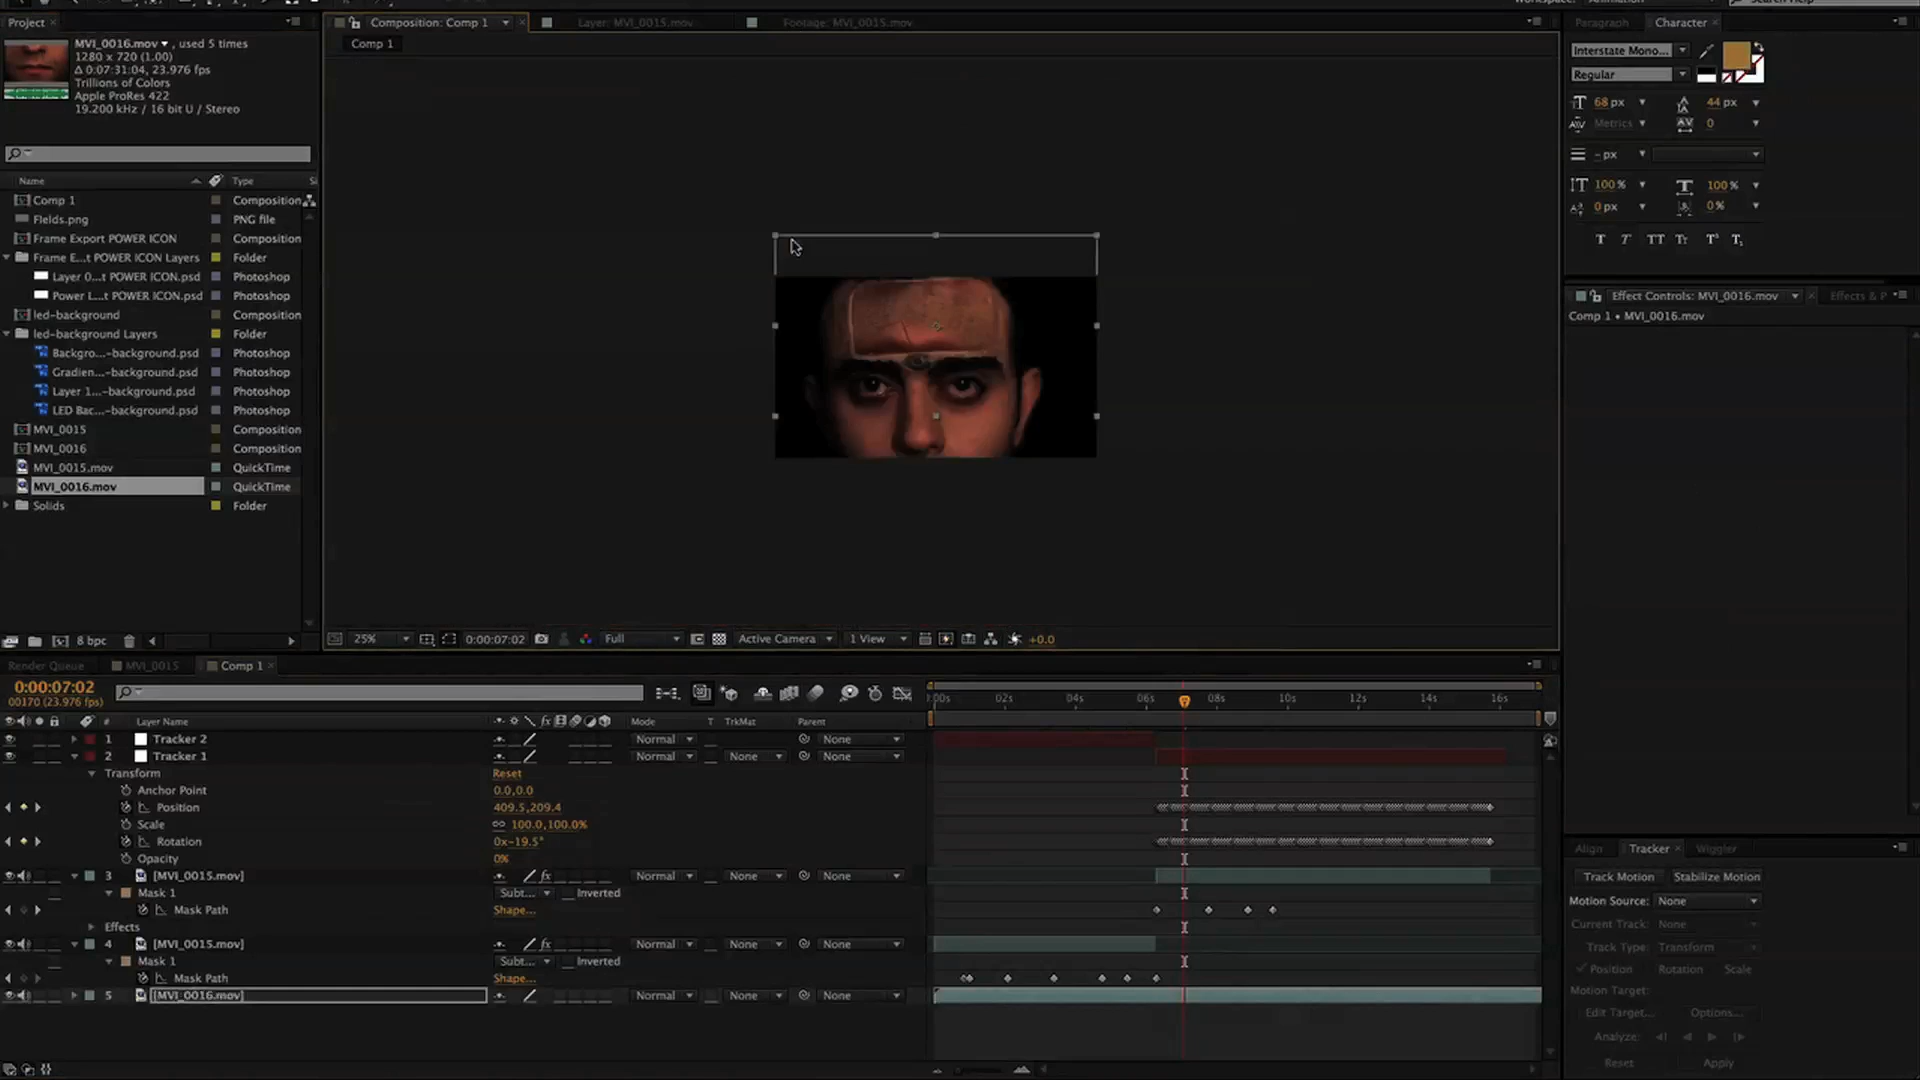 Project ×
MVI_0016.mov ▾ , used 5 times
1280 x 720 (1.00)
Δ 0:07:31:04, 23.976 fps
Trillions of Colors
Apple ProRes 422
19.200 kHz / 16 bit U / Stereo
Name Type
Comp 1 Composition
FIelds.png PNG file
Frame Export POWER ICON Composition
Frame E...t POWER ICON Layers Folder
Layer 0...t POWER ICON.psd Photoshop
Power L...t POWER ICON.psd Photoshop
led-background Composition
led-background Layers Folder
Backgro...-background.psd Photoshop
Gradien...-background.psd Photoshop
Layer 1...-background.psd Photoshop
LED Bac...-background.psd Photoshop
MVI_0015 Composition
MVI_0016 Composition
MVI_0015.mov QuickTime
MVI_0016.mov QuickTime
Solids Folder
8 bpc
Composition: Comp 1 × Layer: MVI_0015.mov Footage: MVI_0015.mov
Comp 1
25% 0:00:07:02 Full Active Camera 1 View +0.0
Paragraph Character ×
Interstate Mono...
Regular
68 px 44 px
Metrics 0
- px
100 % 100 %
0 px 0 %
T T TT Tr T¹ T₁
Effect Controls: MVI_0016.mov Effects & P
Comp 1 • MVI_0016.mov
Render Queue MVI_0015 Comp 1 ×
0:00:07:02
00170 (23.976 fps)
# Layer Name Mode T TrkMat Parent
:00s 02s 04s 06s 08s 10s 12s 14s 16s
1 Tracker 2 Normal None
2 Tracker 1 Normal None None
Transform Reset
Anchor Point 0.0,0.0
Position 409.5,209.4
Scale 100.0,100.0%
Rotation 0x-19.5°
Opacity 0%
3 [MVI_0015.mov] Normal None None
Mask 1 Subt... Inverted
Mask Path Shape...
Effects
4 [MVI_0015.mov] Normal None None
Mask 1 Subt... Inverted
Mask Path Shape...
5 [MVI_0016.mov] Normal None None
Align Tracker × Wiggler
Track Motion Stabilize Motion
Motion Source: None
Current Track: None
Track Type: Transform
Position Rotation Scale
Motion Target:
Edit Target... Options...
Analyze:
Reset Apply